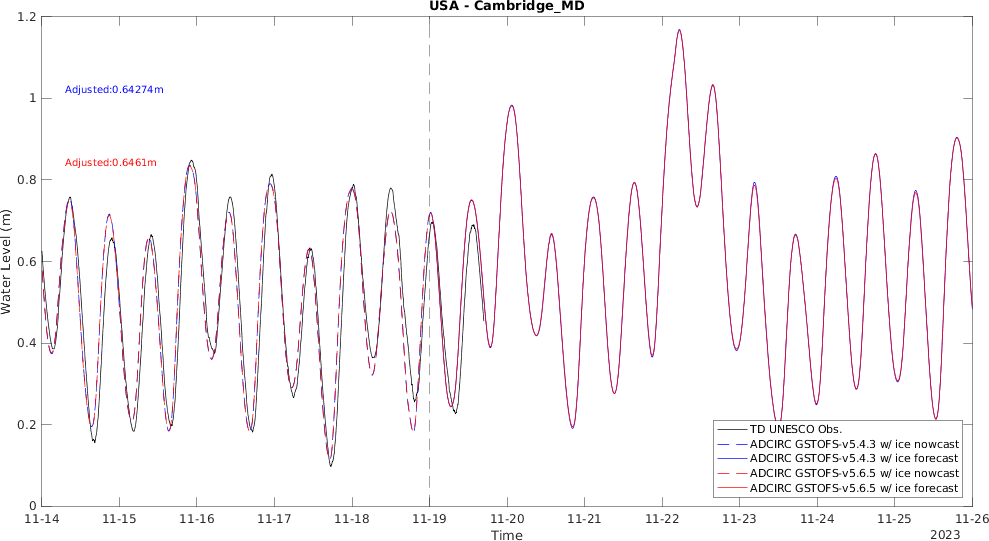 USA - Cambridge_MD
1.2
1
0.8
0.6
0.4
0.2
0
Water Level (m)
Adjusted:0.64274m
Adjusted:0.6461m
TD UNESCO Obs.
ADCIRC GSTOFS-v5.4.3 w/ ice nowcast
ADCIRC GSTOFS-v5.4.3 w/ ice forecast
ADCIRC GSTOFS-v5.6.5 w/ ice nowcast
ADCIRC GSTOFS-v5.6.5 w/ ice forecast
11-14 11-15 11-16 11-17 11-18 11-19 11-20 11-21 11-22 11-23 11-24 11-25 11-26
Time
2023